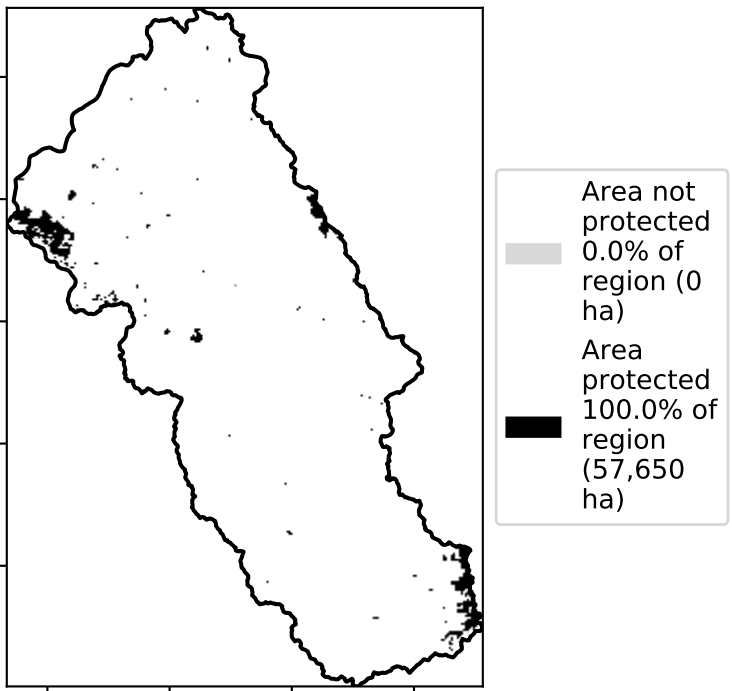 Area not
protected
0.0% of
region (0
ha)
Area
protected
100.0% of
region
(57,650
ha)